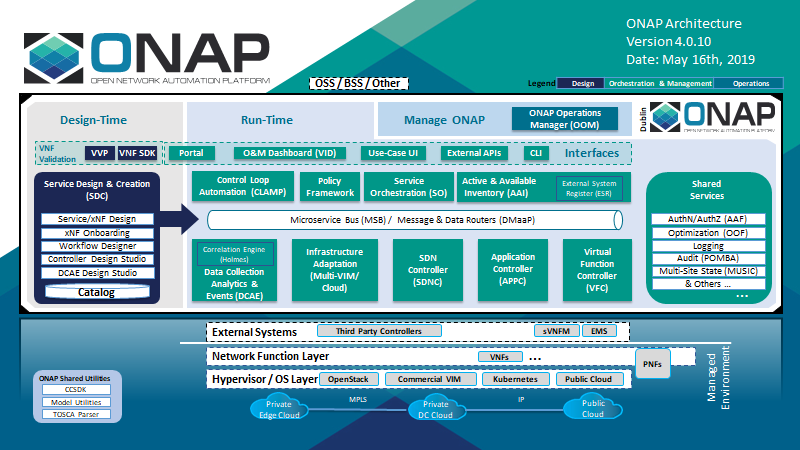 ONAP
OPEN NETWORK AUTOMATION PLATFORM
ONAP Architecture
Version 4.0.10
Date: May 16th, 2019
OSS / BSS / Other
Legend
Design
Orchestration & Management
Operations
Design-Time
Run-Time
Manage ONAP
ONAP Operations
Manager (OOM)
Dublin
ONAP
OPEN NETWORK AUTOMATION PLATFORM
VNF
Validation
VVP
VNF SDK
Portal
O&M Dashboard (VID)
Use-Case UI
External APIs
CLI
Interfaces
Service Design & Creation
(SDC)
Service/xNF Design
xNF Onboarding
Workflow Designer
Controller Design Studio
DCAE Design Studio
Catalog
Control Loop
Automation (CLAMP)
Policy
Framework
Service
Orchestration (SO)
Active & Available
Inventory (AAI)
External System
Register (ESR)
Microservice Bus (MSB) / Message & Data Routers (DMaaP)
Correlation Engine
(Holmes)
Data Collection
Analytics &
Events (DCAE)
Infrastructure
Adaptation
(Multi-VIM/
Cloud)
SDN
Controller
(SDNC)
Application
Controller
(APPC)
Virtual
Function
Controller
(VFC)
Shared
Services
AuthN/AuthZ (AAF)
Optimization (OOF)
Logging
Audit (POMBA)
Multi-Site State (MUSIC)
& Others ...
...
External Systems
Third Party Controllers
sVNFM
EMS
Network Function Layer
VNFs
...
PNFs
Hypervisor / OS Layer
OpenStack
Commercial VIM
Kubernetes
Public Cloud
Managed
Environment
Private
Edge Cloud
MPLS
Private
DC Cloud
IP
Public
Cloud
ONAP Shared Utilities
CCSDK
Model Utilities
TOSCA Parser